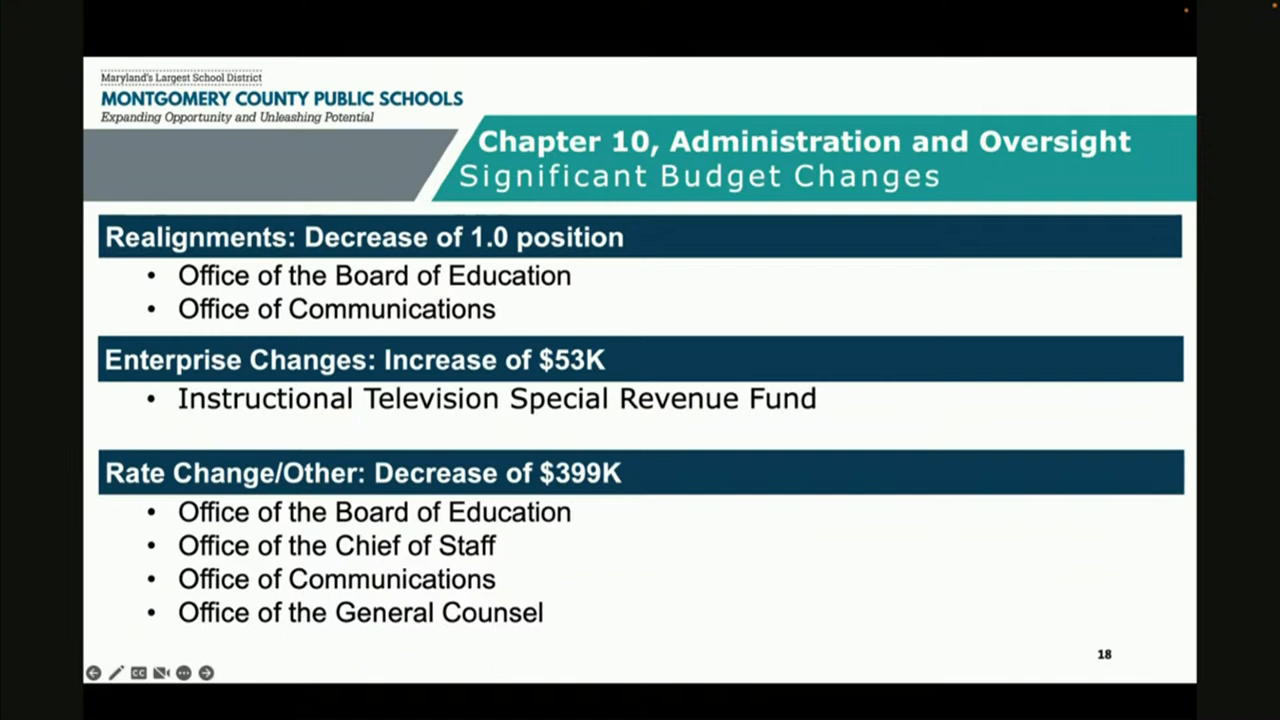 Maryland's Largest School District
MONTGOMERY COUNTY PUBLIC SCHOOLS
Expanding Opportunity and Unleashing Potential
Chapter 10, Administration and Oversight
Significant Budget Changes
Realignments: Decrease of 1.0 position
• Office of the Board of Education
• Office of Communications
Enterprise Changes: Increase of $53K
• Instructional Television Special Revenue Fund
Rate Change/Other: Decrease of $399K
• Office of the Board of Education
• Office of the Chief of Staff
• Office of Communications
• Office of the General Counsel
18
CC